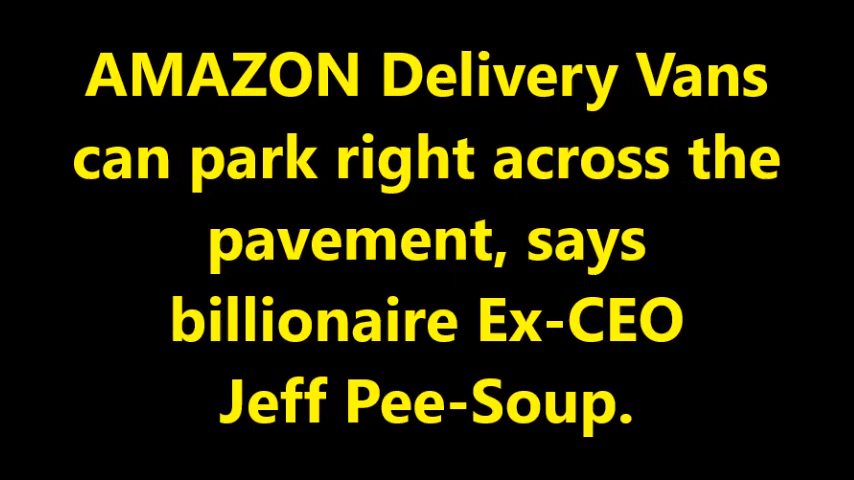 AMAZON Delivery Vans
can park right across the
pavement, says
billionaire Ex-CEO
Jeff Pee-Soup.